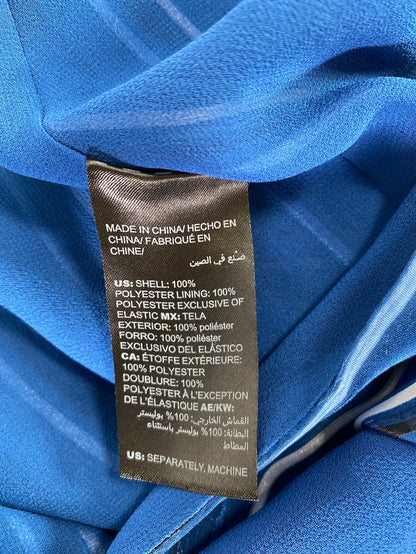 MADE IN CHINA/ HECHO EN
CHINA/ FABRIQUÉ EN
CHINE/
صنع في الصين
US: SHELL: 100%
POLYESTER LINING: 100%
POLYESTER EXCLUSIVE OF
ELASTIC MX: TELA
EXTERIOR: 100% poliéster
FORRO: 100% poliéster
EXCLUSIVO DEL ELÁSTICO
CA: ÉTOFFE EXTÉRIEURE:
100% POLYESTER
DOUBLURE: 100%
POLYESTER À L'EXCEPTION
DE L'ÉLASTIQUE AE/KW:
القماش الخارجي: 100% بوليستر
البطانة: 100% بوليستر باستثناء
المطاط
US: SEPARATELY. MACHINE